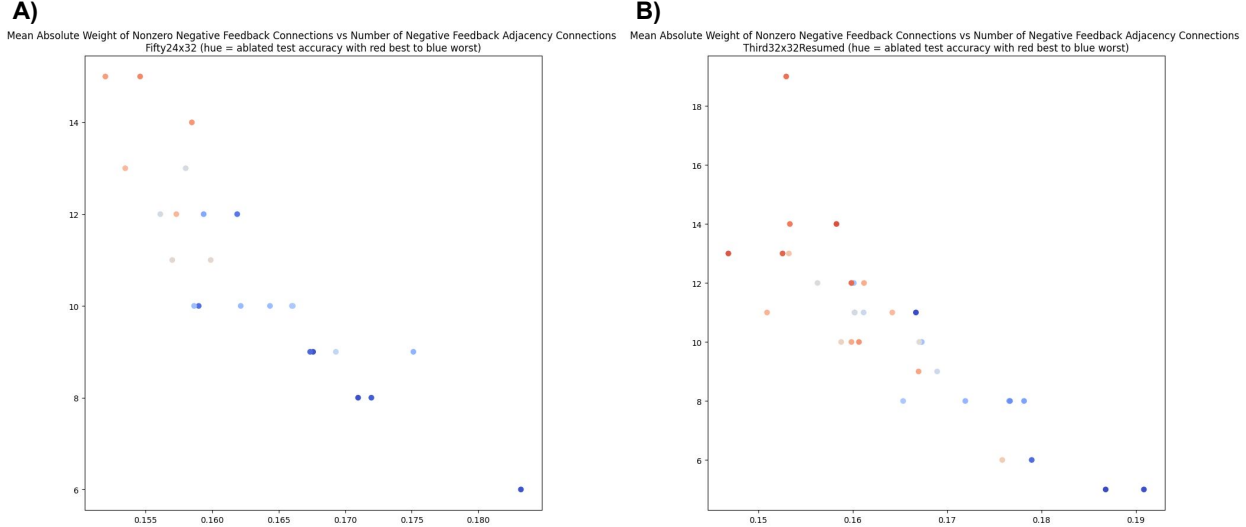 A)
Mean Absolute Weight of Nonzero Negative Feedback Connections vs Number of Negative Feedback Adjacency Connections
Fifty24x32 (hue = ablated test accuracy with red best to blue worst)
14
12
10
8
6
0.155 0.160 0.165 0.170 0.175 0.180
B)
Mean Absolute Weight of Nonzero Negative Feedback Connections vs Number of Negative Feedback Adjacency Connections
Third32x32Resumed (hue = ablated test accuracy with red best to blue worst)
18
16
14
12
10
8
6
0.15 0.16 0.17 0.18 0.19